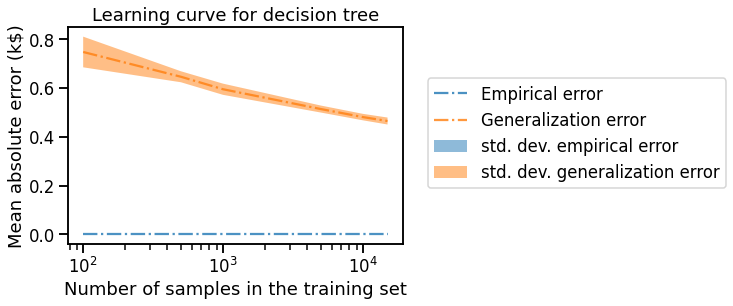 Learning curve for decision tree
Mean absolute error (k$)
0.8
0.6
0.4
0.2
0.0
10²
10³
10⁴
Number of samples in the training set
Empirical error
Generalization error
std. dev. empirical error
std. dev. generalization error